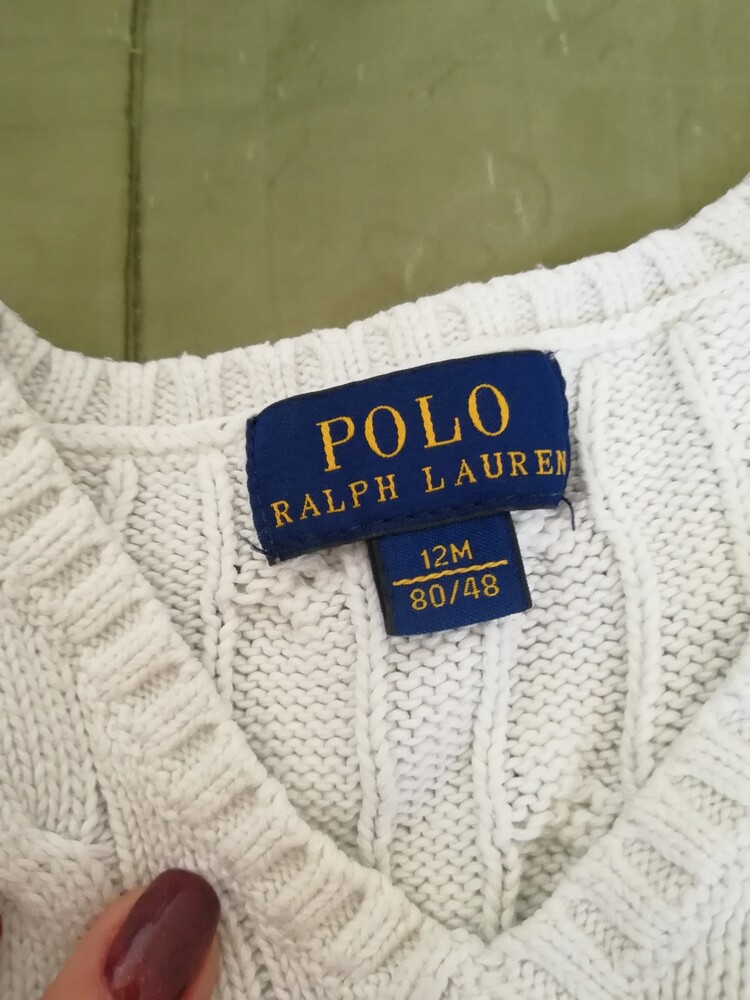 POLO
RALPH LAUREN
12M
80/48